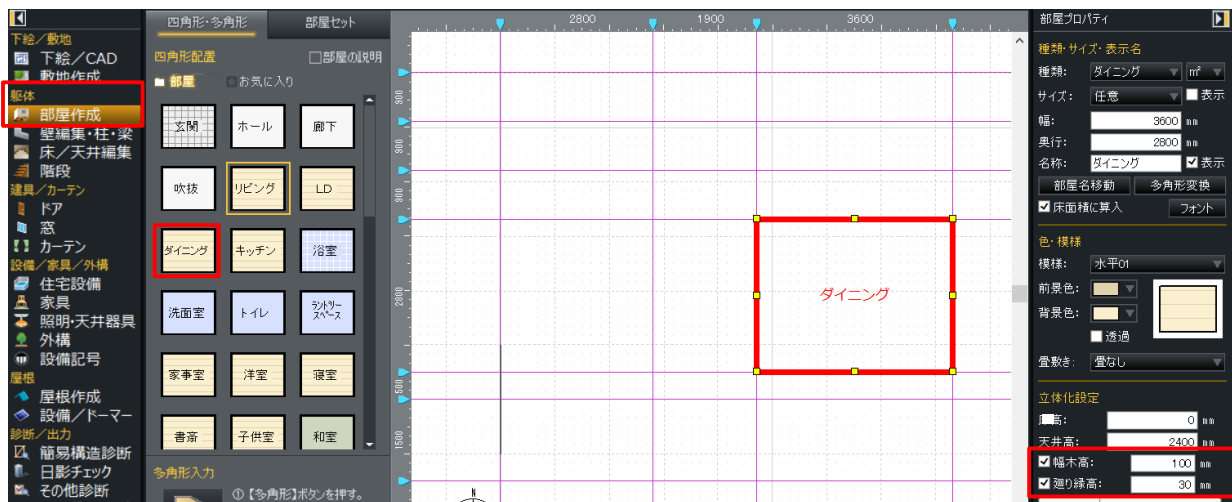 下絵／敷地
下絵／CAD
敷地作成
躯体
部屋作成
壁編集・柱・梁
床／天井編集
階段
建具／カーテン
ドア
窓
カーテン
設備／家具／外構
住宅設備
家具
照明・天井器具
外構
設備記号
屋根
屋根作成
設備／ドーマー
診断／出力
簡易構造診断
日影チェック
その他診断
四角形・多角形 部屋セット
四角形配置 部屋の説明
部屋 お気に入り
玄関 ホール 廊下
吹抜 リビング LD
ダイニング キッチン 浴室
洗面室 トイレ ランドリースペース
家事室 洋室 寝室
書斎 子供室 和室
多角形入力
①【多角形】ボタンを押す。
2800 1900 3600
900
900
900
2800
500
1500
ダイニング
N
部屋プロパティ
種類・サイズ・表示名
種類: ダイニング ㎡
サイズ: 任意 表示
幅: 3600 mm
奥行: 2800 mm
名称: ダイニング 表示
部屋名移動 多角形変換
床面積に算入 フォント
色・模様
模様: 水平01
前景色:
背景色:
透過
畳敷き: 畳なし
立体化設定
高: 0 mm
天井高: 2400 mm
幅木高: 100 mm
廻り縁高: 30 mm